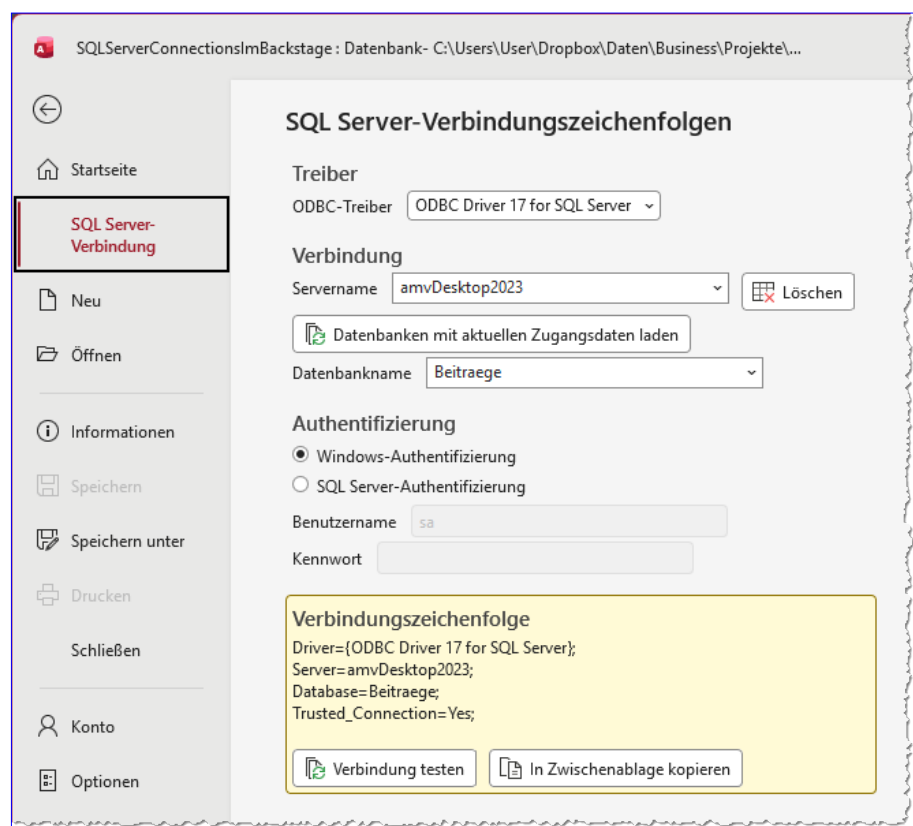 SQLServerConnectionsImBackstage : Datenbank- C:\Users\User\Dropbox\Daten\Business\Projekte\...
SQL Server-Verbindungszeichenfolgen
Startseite
SQL Server-
Verbindung
Neu
Öffnen
Informationen
Speichern
Speichern unter
Drucken
Schließen
Konto
Optionen
Treiber
ODBC-Treiber ODBC Driver 17 for SQL Server
Verbindung
Servername amvDesktop2023 Löschen
Datenbanken mit aktuellen Zugangsdaten laden
Datenbankname Beitraege
Authentifizierung
Windows-Authentifizierung
SQL Server-Authentifizierung
Benutzername sa
Kennwort
Verbindungszeichenfolge
Driver={ODBC Driver 17 for SQL Server};
Server=amvDesktop2023;
Database=Beitraege;
Trusted_Connection=Yes;
Verbindung testen In Zwischenablage kopieren